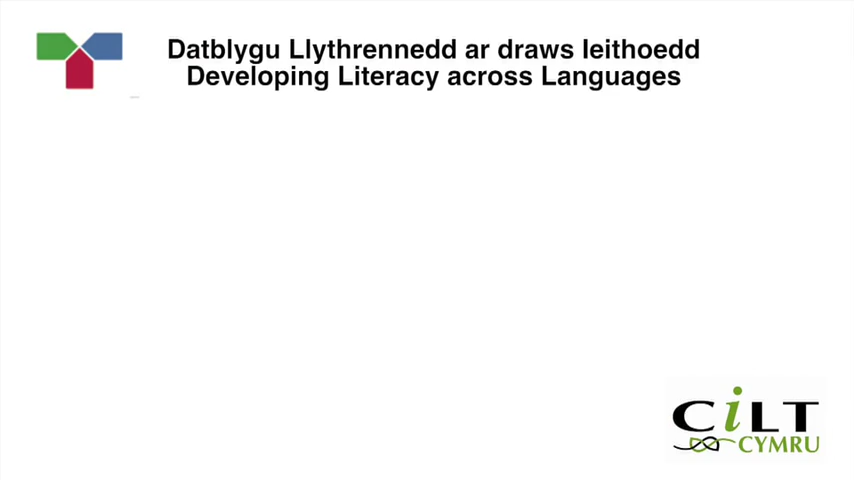 Datblygu Llythrennedd ar draws Ieithoedd
Developing Literacy across Languages
CiLT
CYMRU